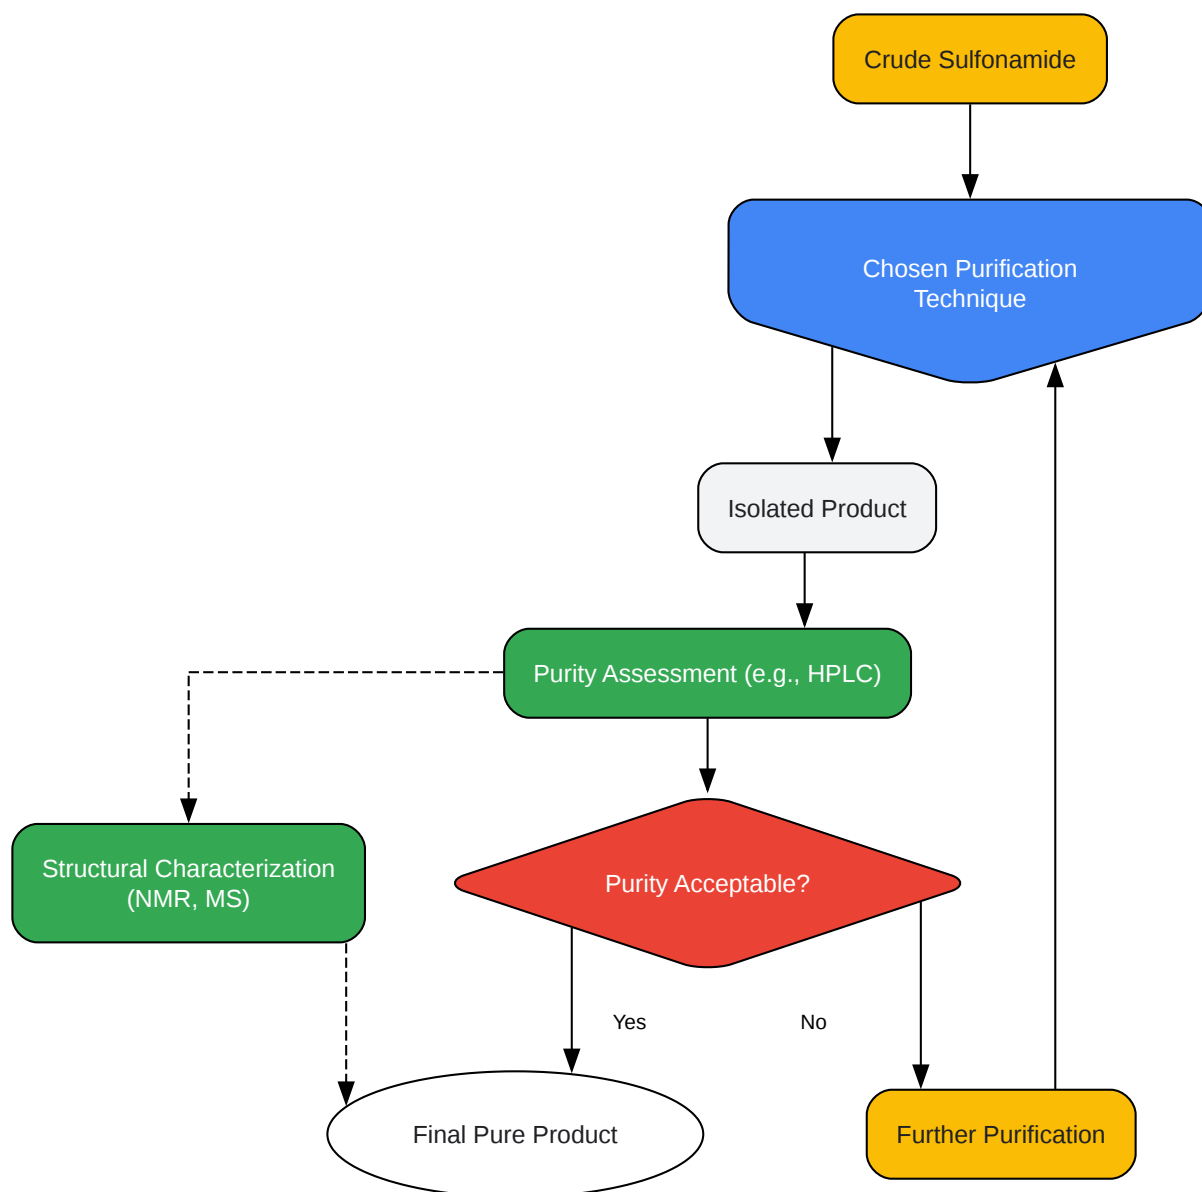 Crude Sulfonamide
Chosen Purification
Technique
Isolated Product
Purity Assessment (e.g., HPLC)
Structural Characterization
(NMR, MS)
Purity Acceptable?
Yes
No
Final Pure Product
Further Purification